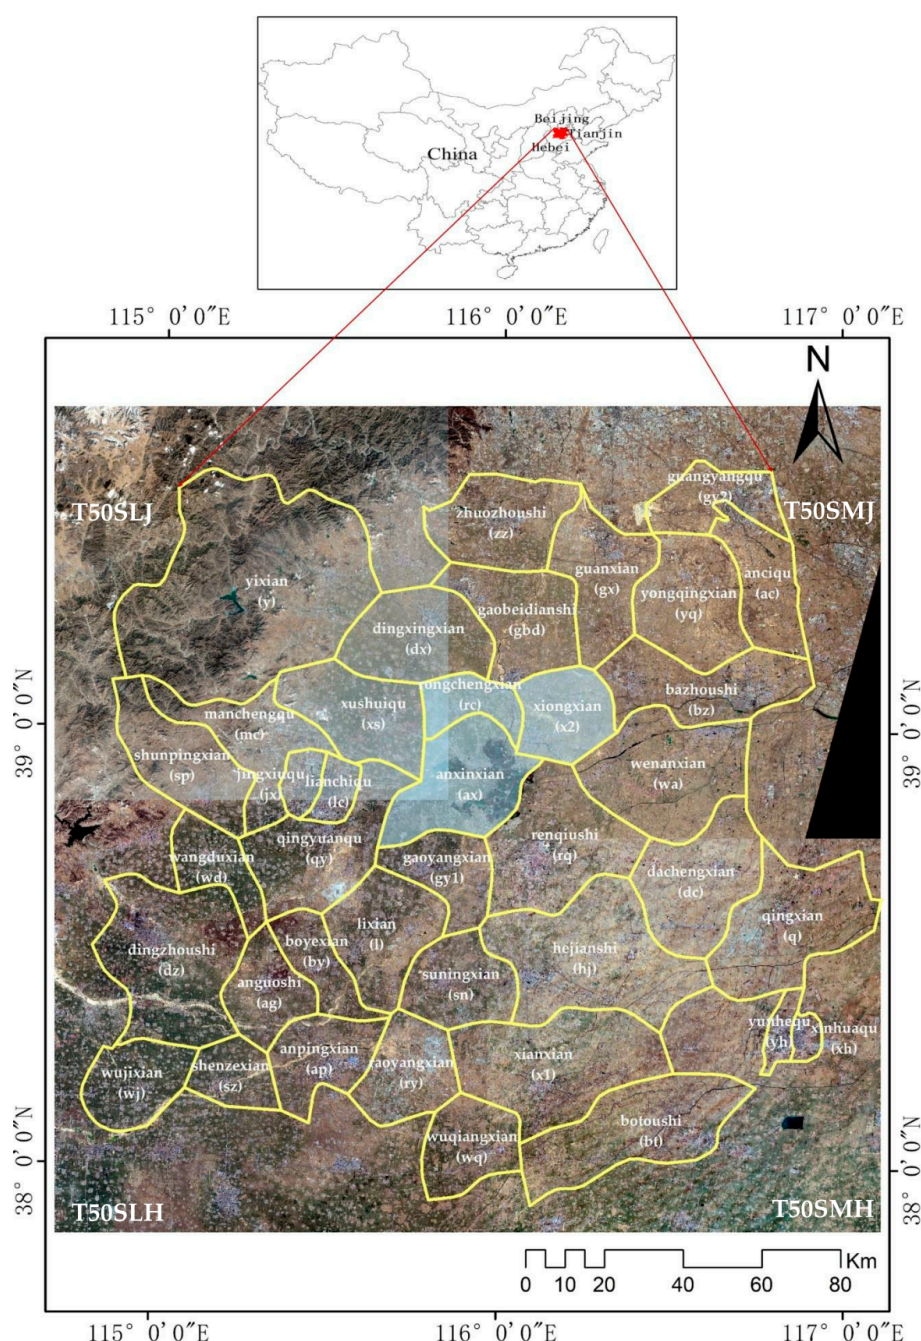 Beijing
Tianjin
Hebei
China
115° 0′0″E
116° 0′0″E
117° 0′0″E
N
T50SLJ
T50SMJ
guangyangqu
(gy2)
zhuozhoushi
(zz)
guanxian
(gx)
anciqu
(ac)
yixian
(y)
yongqingxian
(yq)
gaobeidianshi
(gbd)
dingxingxian
(dx)
39° 0′0″N
39° 0′0″N
ongchengxian
(rc)
bazhoushi
(bz)
xushuiqu
(xs)
xiongxian
(x2)
manchengqu
(mc)
shunpingxian
(sp)
wenanxian
(wa)
anxinxian
(ax)
jingxiuqu
(jx)
lianchiqu
(lc)
qingyuanqu
(qy)
renqiushi
(rq)
wangduxian
(wd)
gaoyangxian
(gy1)
dachengxian
(dc)
qingxian
(q)
lixian
(l)
boyexian
(by)
dingzhoushi
(dz)
hejianshi
(hj)
suningxian
(sn)
anguoshi
(ag)
yunhequ
(yh)
xinhuaqu
(xh)
anpingxian
(ap)
raoyangxian
(ry)
xianxian
(x1)
shenzexian
(sz)
wujixian
(wj)
botoushi
(bt)
wuqiangxian
(wq)
38° 0′0″N
38° 0′0″N
T50SLH
T50SMH
Km
0 10 20 40 60 80
115° 0′0″E
116° 0′0″E
117° 0′0″E